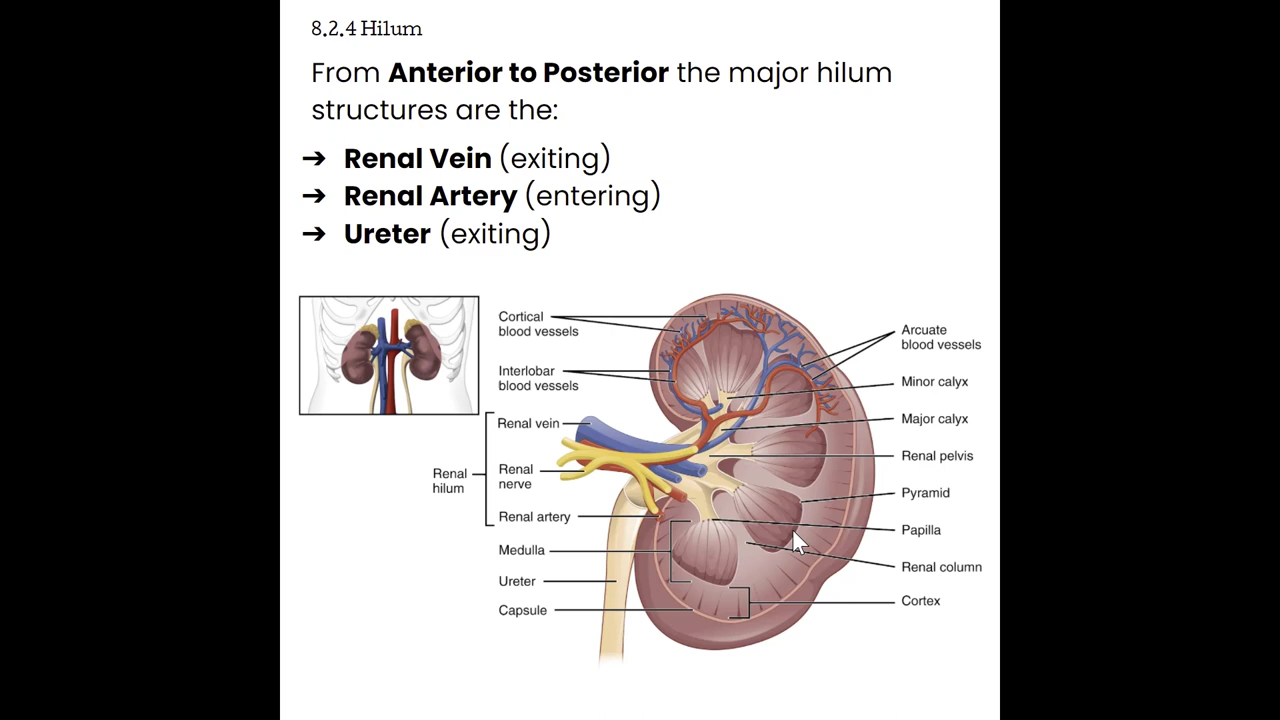 8.2.4 Hilum
From Anterior to Posterior the major hilum
structures are the:
➔ Renal Vein (exiting)
➔ Renal Artery (entering)
➔ Ureter (exiting)
Cortical
blood vessels
Interlobar
blood vessels
Renal vein
Renal
hilum
Renal
nerve
Renal artery
Medulla
Ureter
Capsule
Arcuate
blood vessels
Minor calyx
Major calyx
Renal pelvis
Pyramid
Papilla
Renal column
Cortex